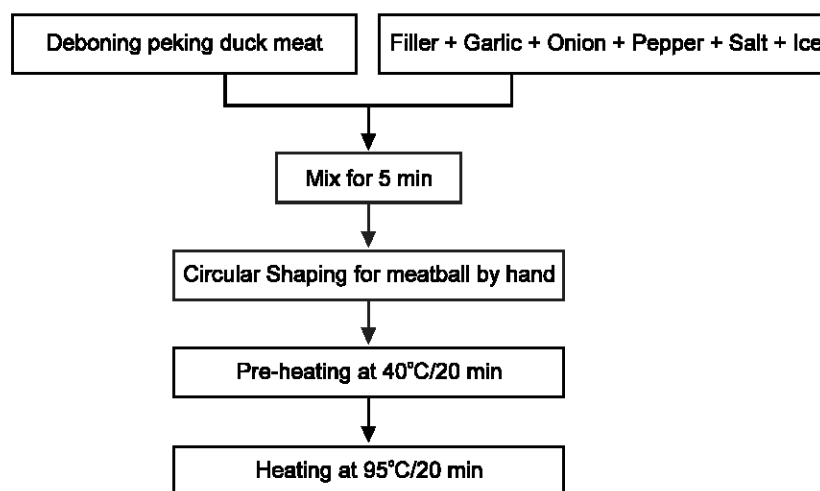 Deboning peking duck meat
Filler + Garlic + Onion + Pepper + Salt + Ice
Mix for 5 min
Circular Shaping for meatball by hand
Pre-heating at 40°C/20 min
Heating at 95°C/20 min